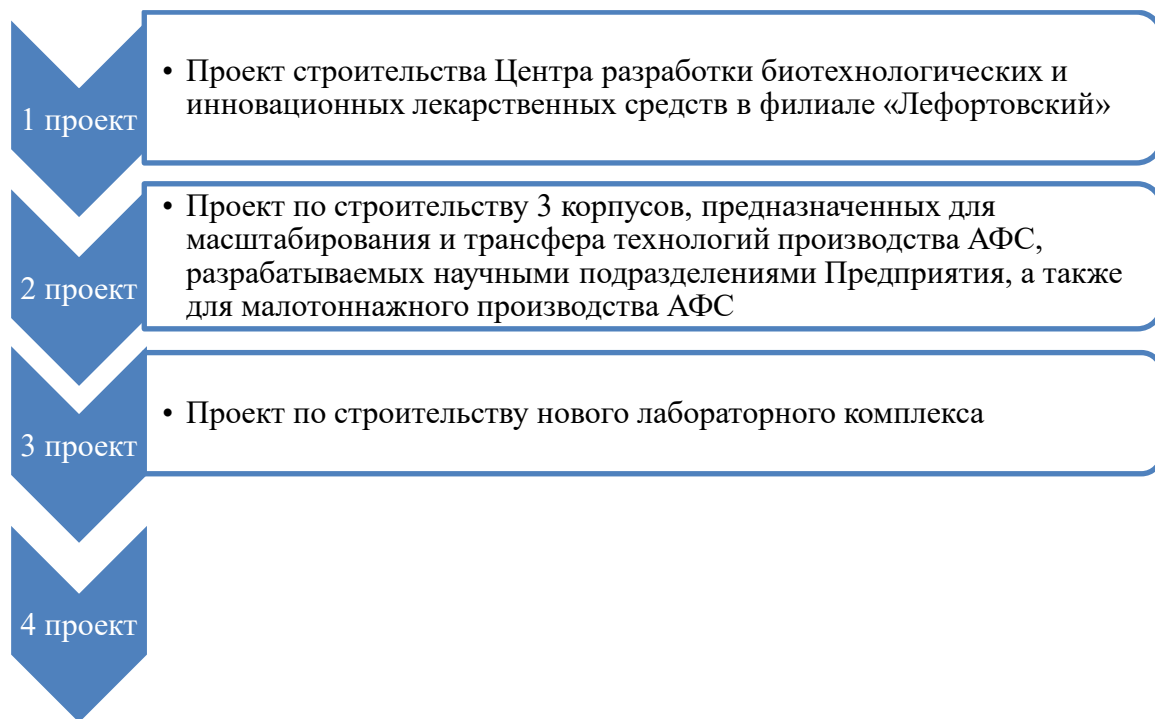 1 проект
• Проект строительства Центра разработки биотехнологических и
инновационных лекарственных средств в филиале «Лефортовский»
2 проект
• Проект по строительству 3 корпусов, предназначенных для
масштабирования и трансфера технологий производства АФС,
разрабатываемых научными подразделениями Предприятия, а также
для малотоннажного производства АФС
3 проект
• Проект по строительству нового лабораторного комплекса
4 проект